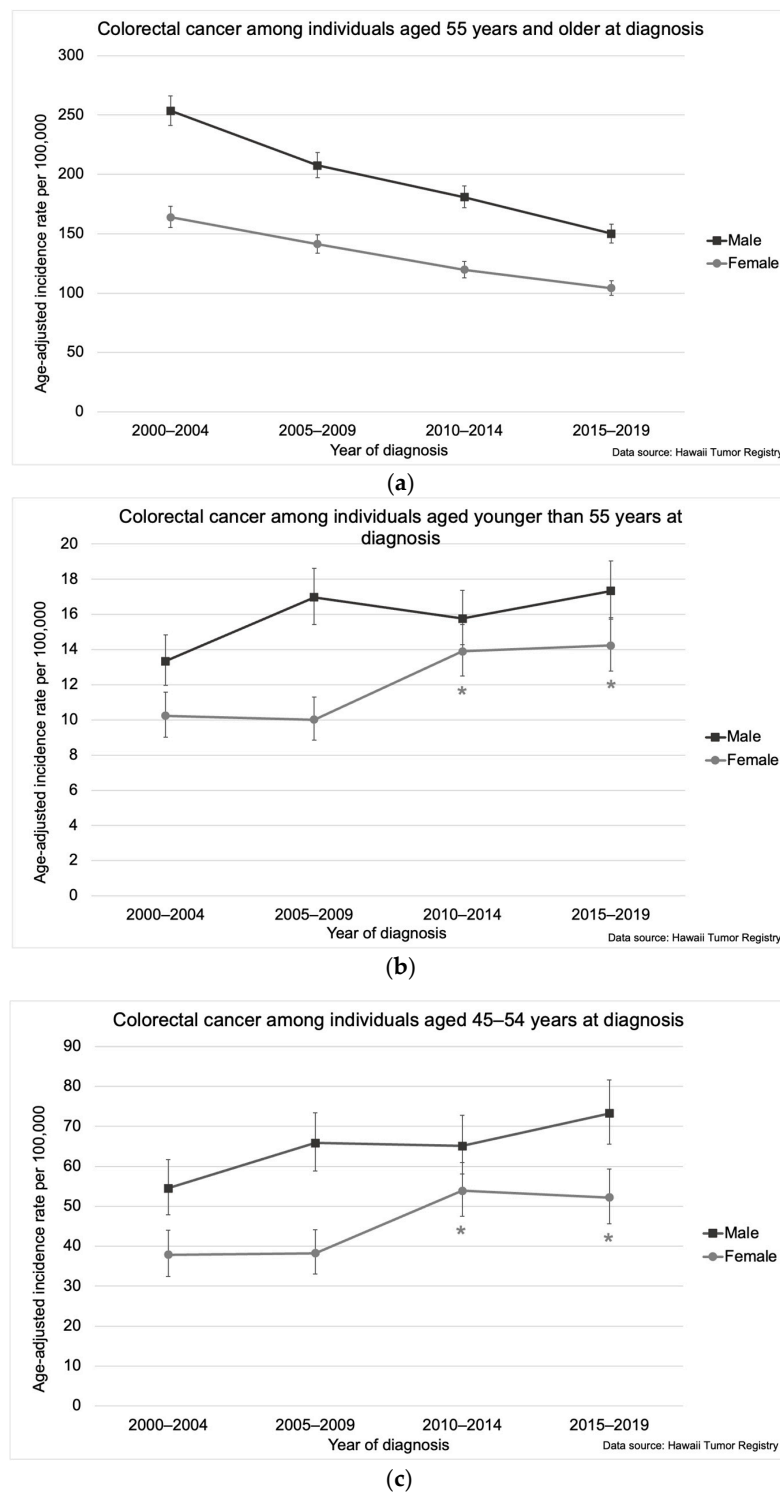 Colorectal cancer among individuals aged 55 years and older at diagnosis
Age-adjusted incidence rate per 100,000
300
250
200
150
100
50
0
2000–2004 2005–2009 2010–2014 2015–2019
Year of diagnosis
Male
Female
Data source: Hawaii Tumor Registry
(a)
Colorectal cancer among individuals aged younger than 55 years at
diagnosis
Age-adjusted incidence rate per 100,000
20
18
16
14
12
10
8
6
4
2
0
* *
2000–2004 2005–2009 2010–2014 2015–2019
Year of diagnosis
Male
Female
Data source: Hawaii Tumor Registry
(b)
Colorectal cancer among individuals aged 45–54 years at diagnosis
Age-adjusted incidence rate per 100,000
90
80
70
60
50
40
30
20
10
0
* *
2000–2004 2005–2009 2010–2014 2015–2019
Year of diagnosis
Male
Female
Data source: Hawaii Tumor Registry
(c)